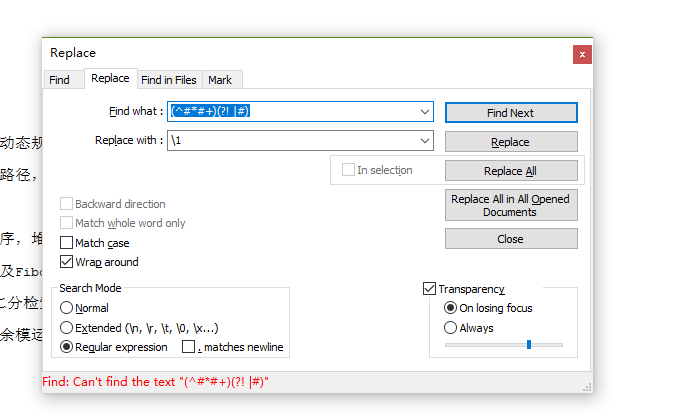 Replace
x
Find
Replace
Find in Files
Mark
Find what :
(^#*#+)(?! |#)
Find Next
Replace with :
\1
Replace
In selection
Replace All
Backward direction
Replace All in All Opened
Documents
Match whole word only
Match case
Close
Wrap around
Search Mode
Transparency
Normal
On losing focus
Extended (\n, \r, \t, \0, \x...)
Always
Regular expression
. matches newline
Find: Can't find the text "(^#*#+)(?! |#)"
动态规
路径，
序，堆
及Fibo
分检
余模运